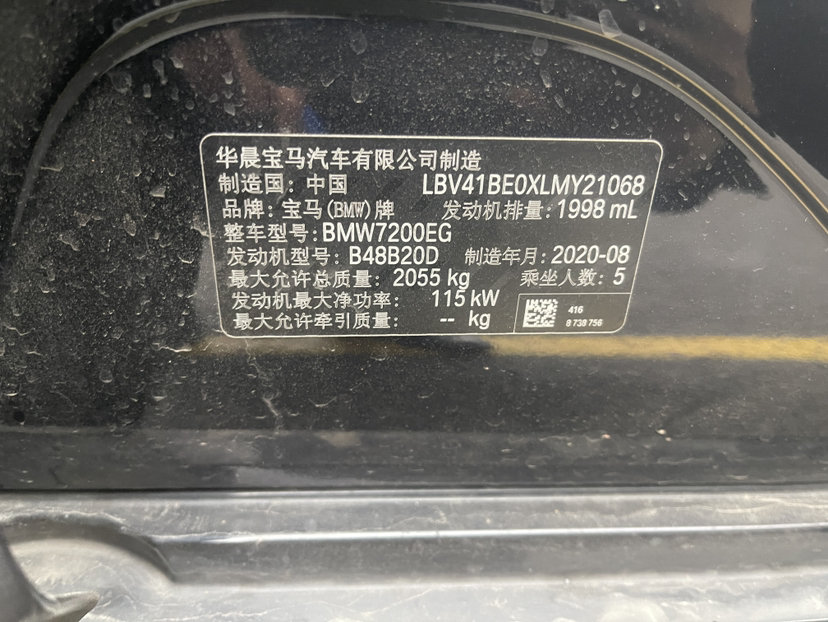 华晨宝马汽车有限公司制造
制造国：中国 LBV41BE0XLMY21068
品牌：宝马(BMW)牌 发动机排量：1998 mL
整车型号：BMW7200EG
发动机型号：B48B20D 制造年月：2020-08
最大允许总质量：2055 kg 乘坐人数：5
发动机最大净功率：115 kW
最大允许牵引质量：-- kg
416
8 739 756